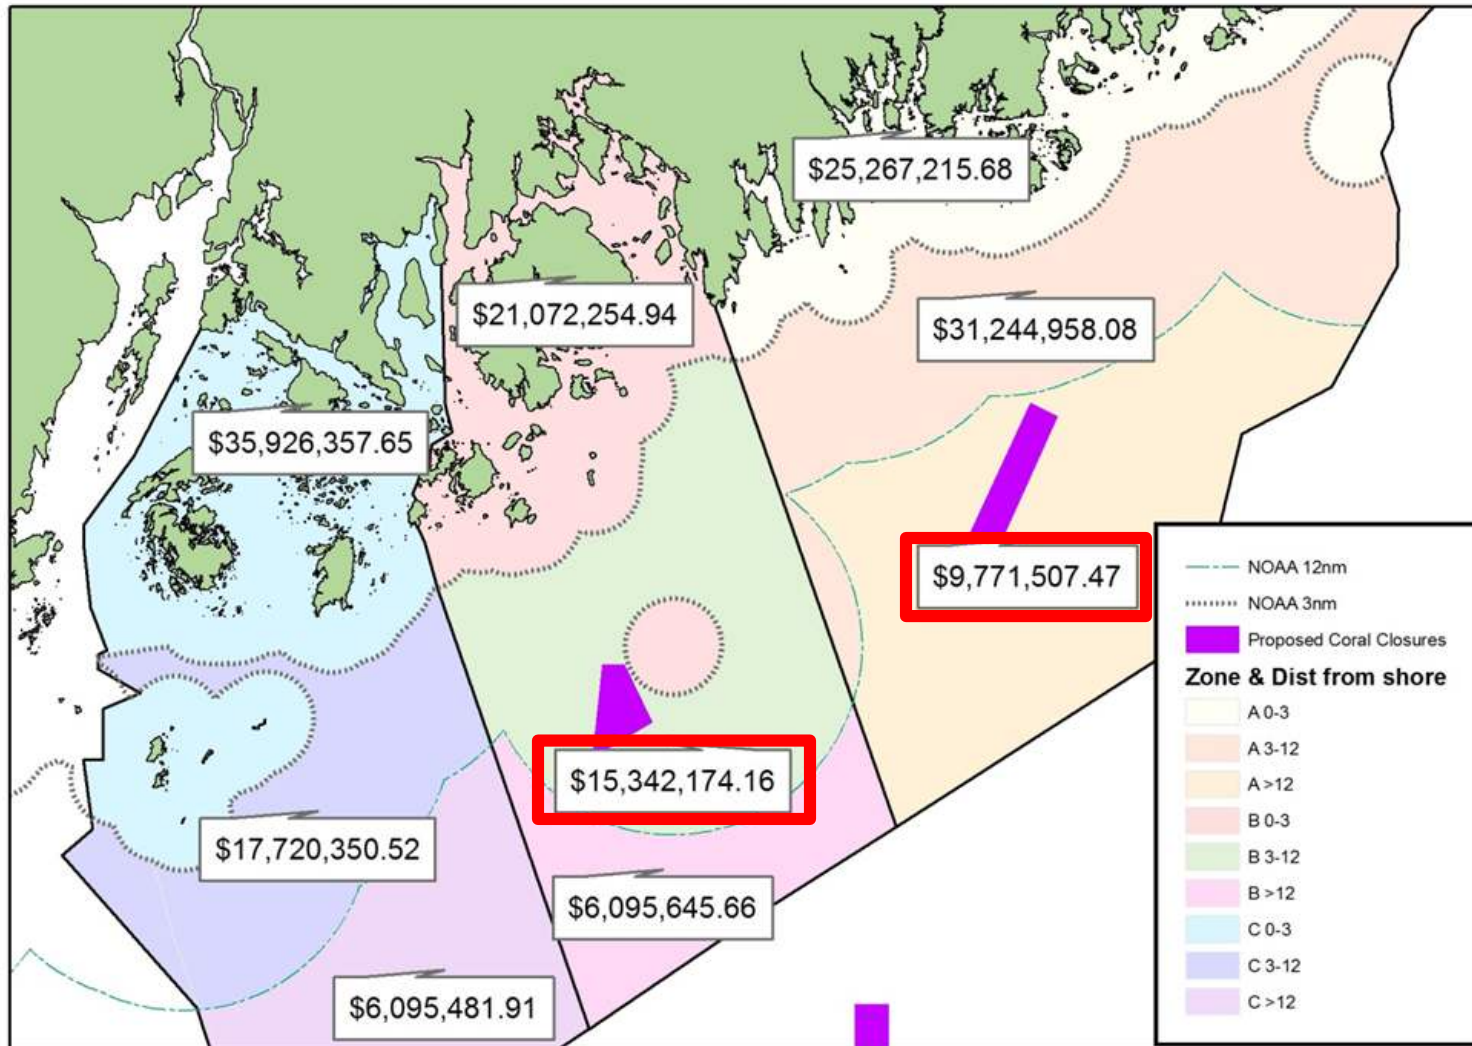 $25,267,215.68
$21,072,254.94
$31,244,958.08
$35,926,357.65
$9,771,507.47
$15,342,174.16
$17,720,350.52
$6,095,645.66
$6,095,481.91
NOAA 12nm
NOAA 3nm
Proposed Coral Closures
Zone & Dist from shore
A 0-3
A 3-12
A >12
B 0-3
B 3-12
B >12
C 0-3
C 3-12
C >12